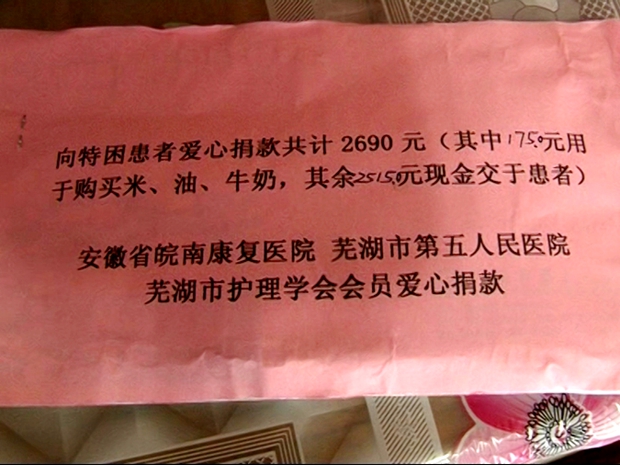 向特困患者爱心捐款共计 2690 元（其中175.0元用
于购买米、油、牛奶，其余2515.0元现金交于患者）
安徽省皖南康复医院 芜湖市第五人民医院
芜湖市护理学会会员爱心捐款